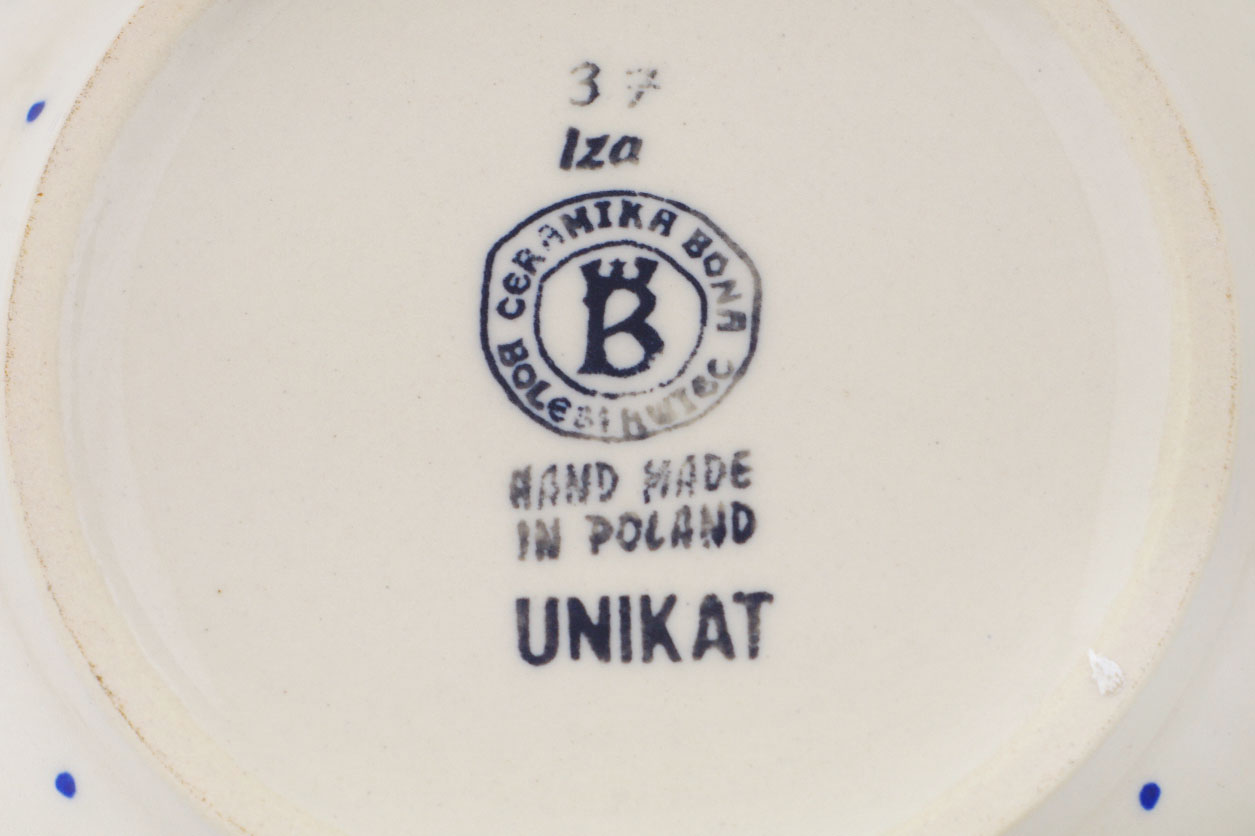 37
Iza
CERAMIKA BONA
B
BOLESŁAWIEC
HAND MADE
IN POLAND
UNIKAT